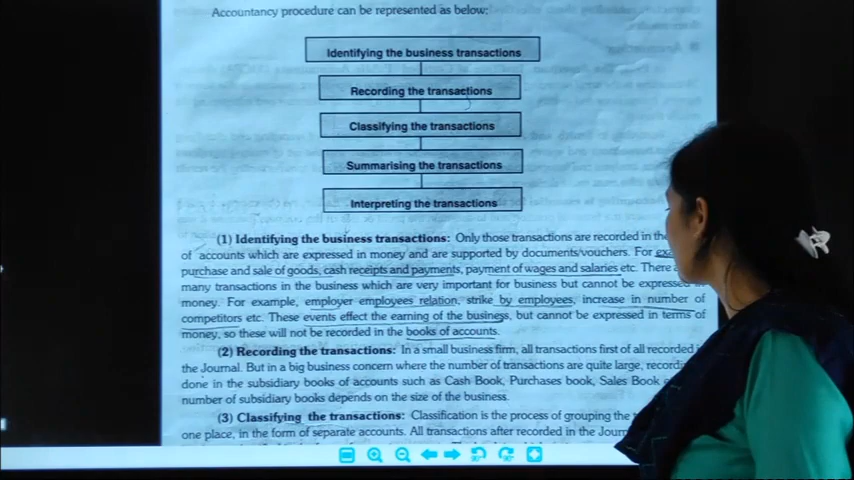 Accountancy procedure can be represented as below:
Identifying the business transactions
Recording the transactions
Classifying the transactions
Summarising the transactions
Interpreting the transactions
(1) Identifying the business transactions: Only those transactions are recorded in the
of accounts which are expressed in money and are supported by documents/vouchers. For
purchase and sale of goods, cash receipts and payments, payment of wages and salaries etc. There
many transactions in the business which are very important for business but cannot be expressed
money. For example, employer employees relation, strike by employees, increase in number of
competitors etc. These events effect the earning of the business, but cannot be expressed in terms of
money, so these will not be recorded in the books of accounts.
(2) Recording the transactions: In a small business firm, all transactions first of all recorded
the Journal. But in a big business concern where the number of transactions are quite large,
done in the subsidiary books of accounts such as Cash Book, Purchases book, Sales Book
number of subsidiary books depends on the size of the business.
(3) Classifying the transactions: Classification is the process of grouping the
one place, in the form of separate accounts. All transactions after recorded in the